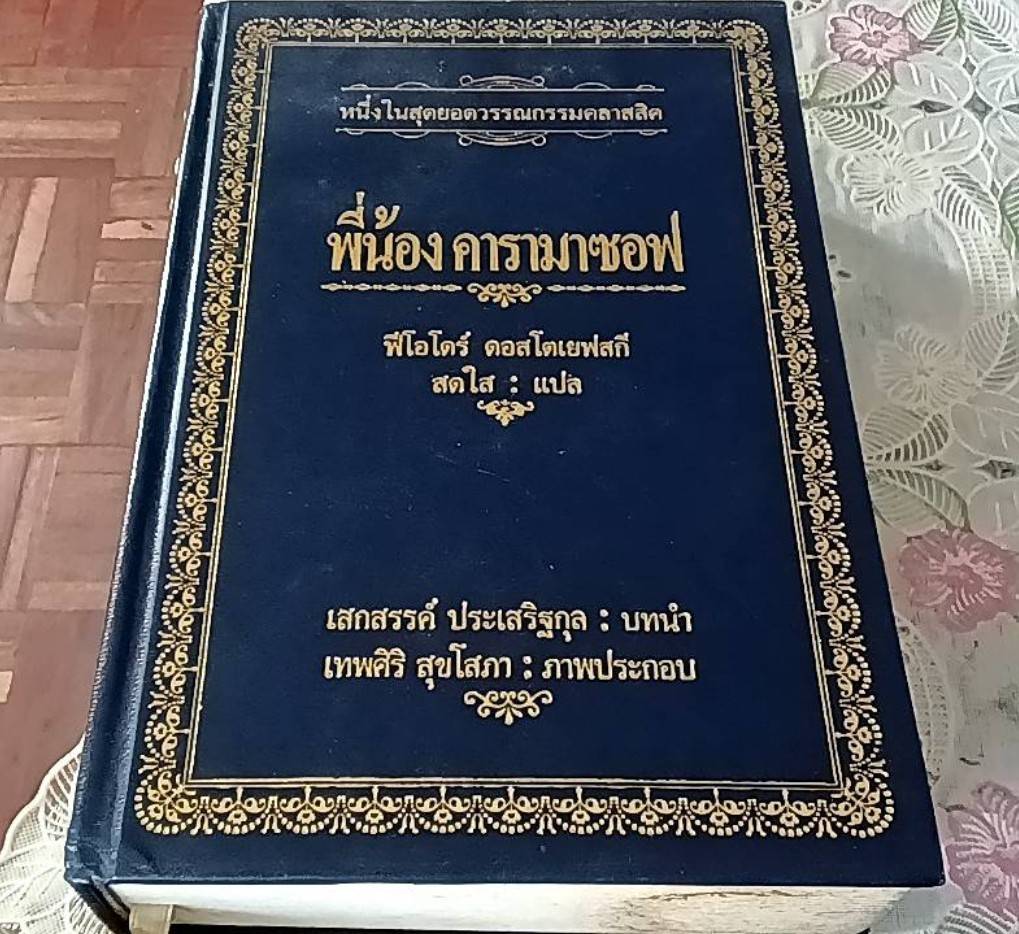 หนึ่งในสุดยอดวรรณกรรมคลาสสิค
พี่น้อง คารามาซอฟ
ฟีโอโดร์ ดอสโตเยฟสกี
สดใส : แปล
เสกสรรค์ ประเสริฐกุล : บทนำ
เทพศิริ สุขโสภา : ภาพประกอบ